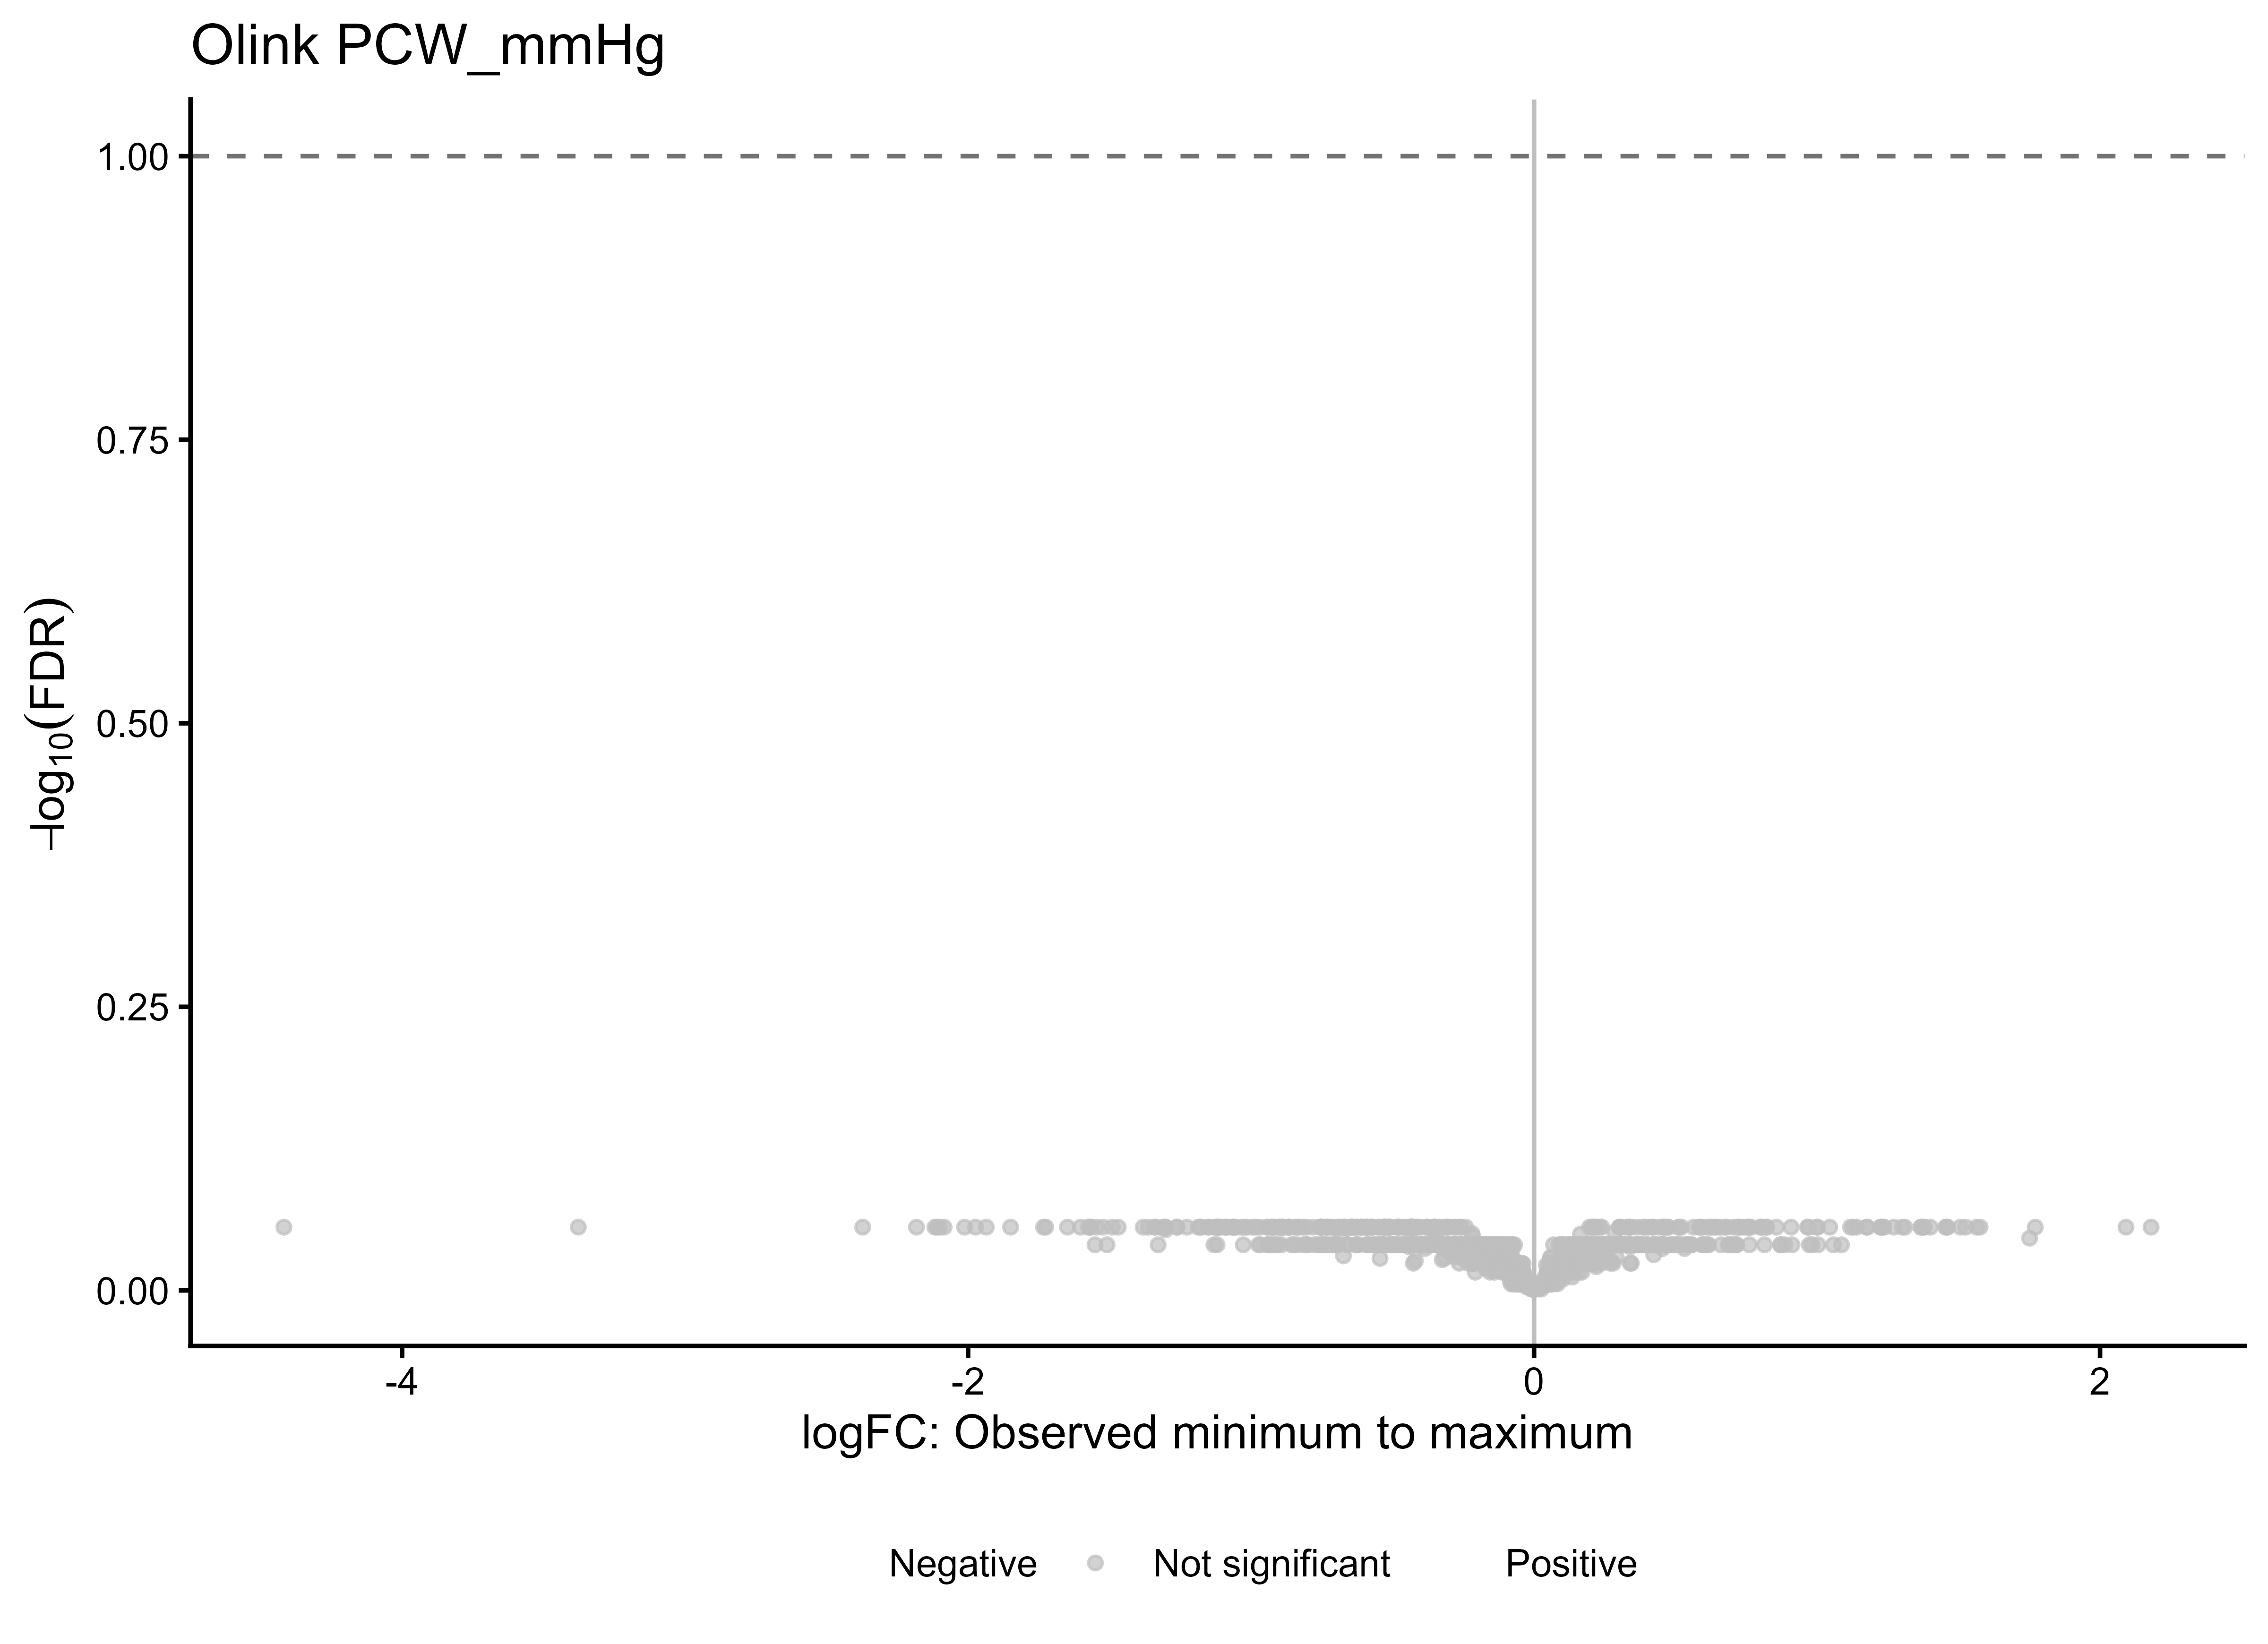 Olink PCW_mmHg
1.00
0.75
0.50
0.25
0.00
–log10(FDR)
-4 -2 0 2
logFC: Observed minimum to maximum
Negative Not significant Positive